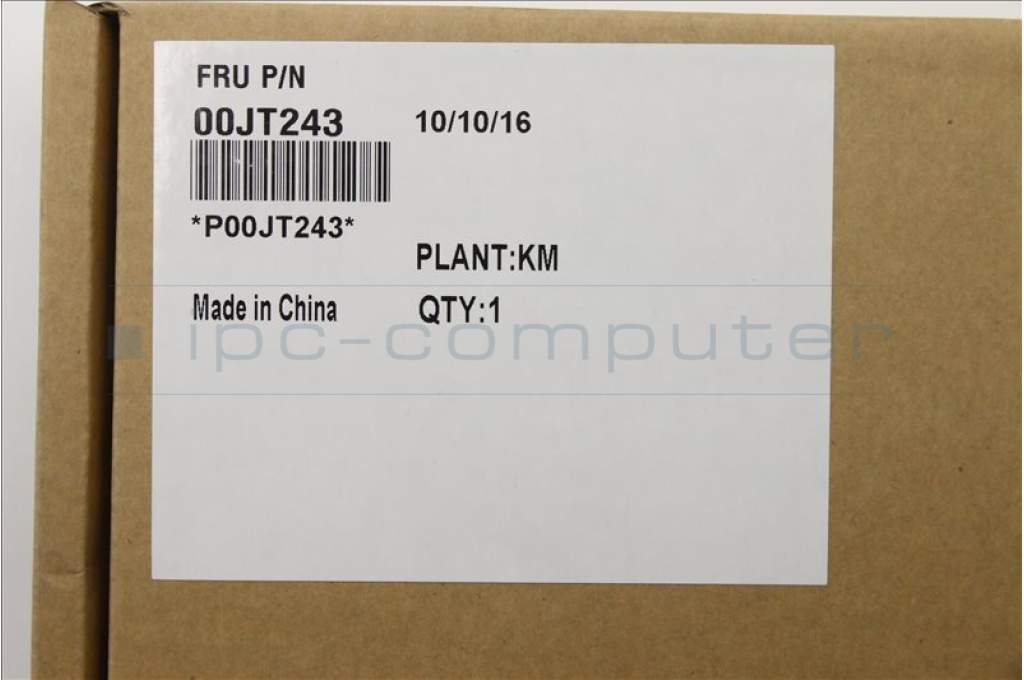 FRU P/N
00JT243 10/10/16
*P00JT243*
PLANT:KM
Made in China QTY:1
ipc-computer